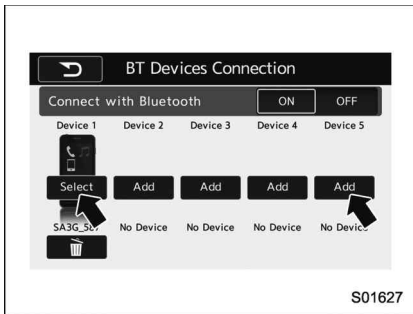 BT Devices Connection
Connect with Bluetooth ON OFF
Device 1 Device 2 Device 3 Device 4 Device 5
Select Add Add Add Add
No Device No Device No Device No
S01627